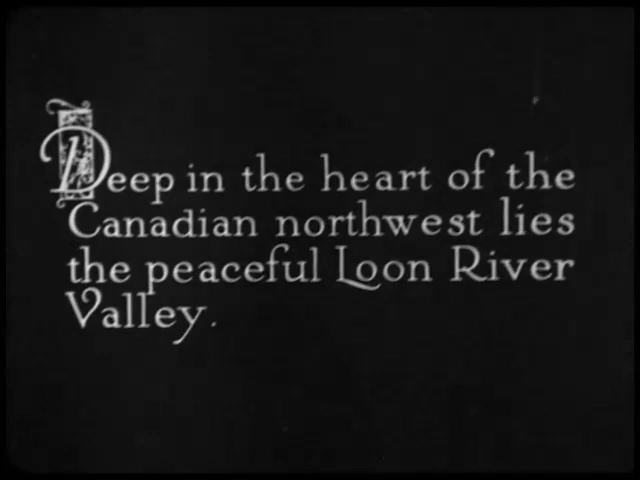 Deep in the heart of the
Canadian northwest lies
the peaceful Loon River
Valley.